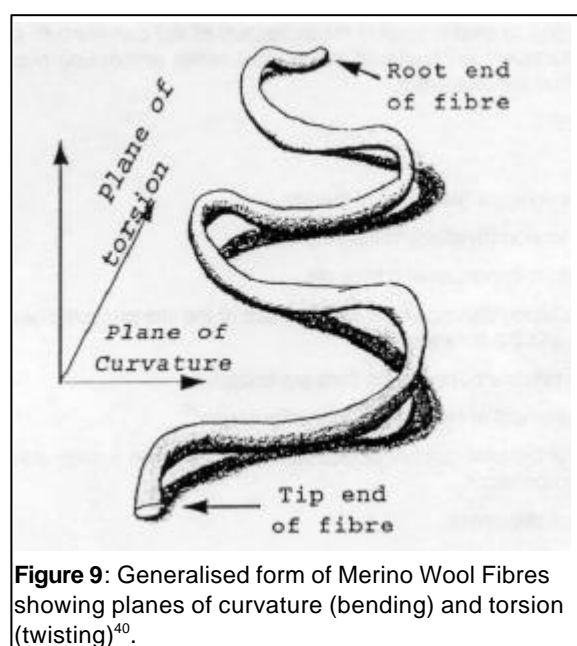 Root end
of fibre
Plane of
torsion
Plane of
Curvature
Tip end
of fibre
Figure 9: Generalised form of Merino Wool Fibres
showing planes of curvature (bending) and torsion
(twisting)40.